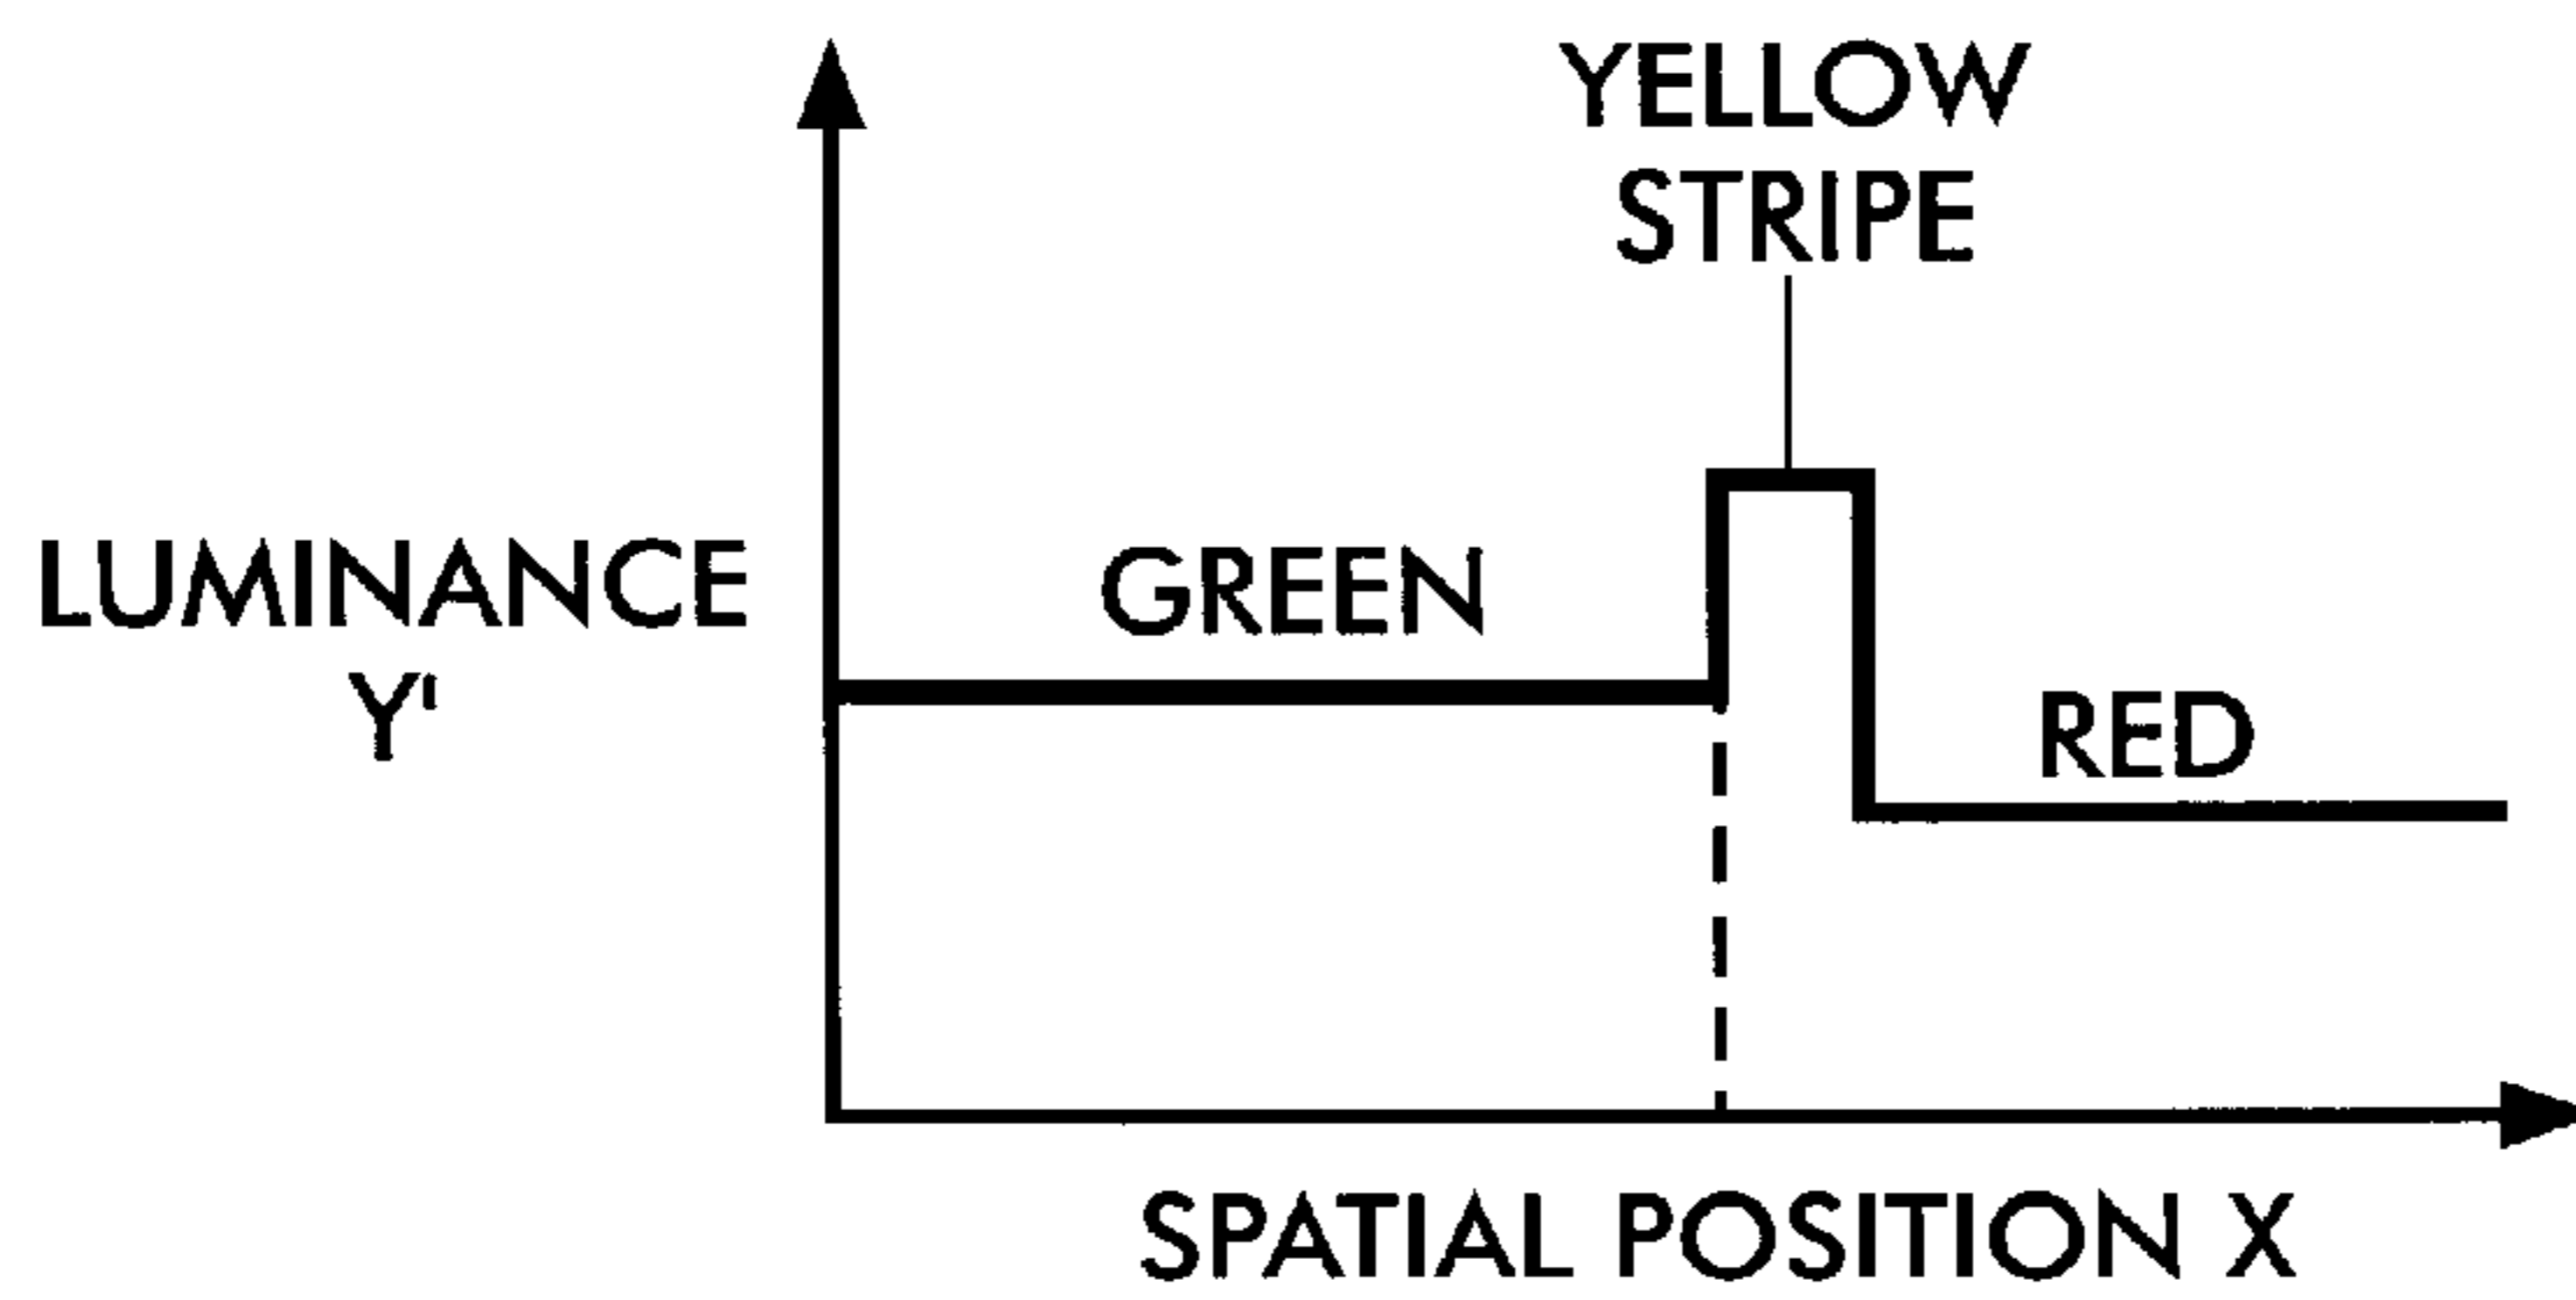 YELLOW
STRIPE
LUMINANCE
Y'
GREEN
RED
SPATIAL POSITION X